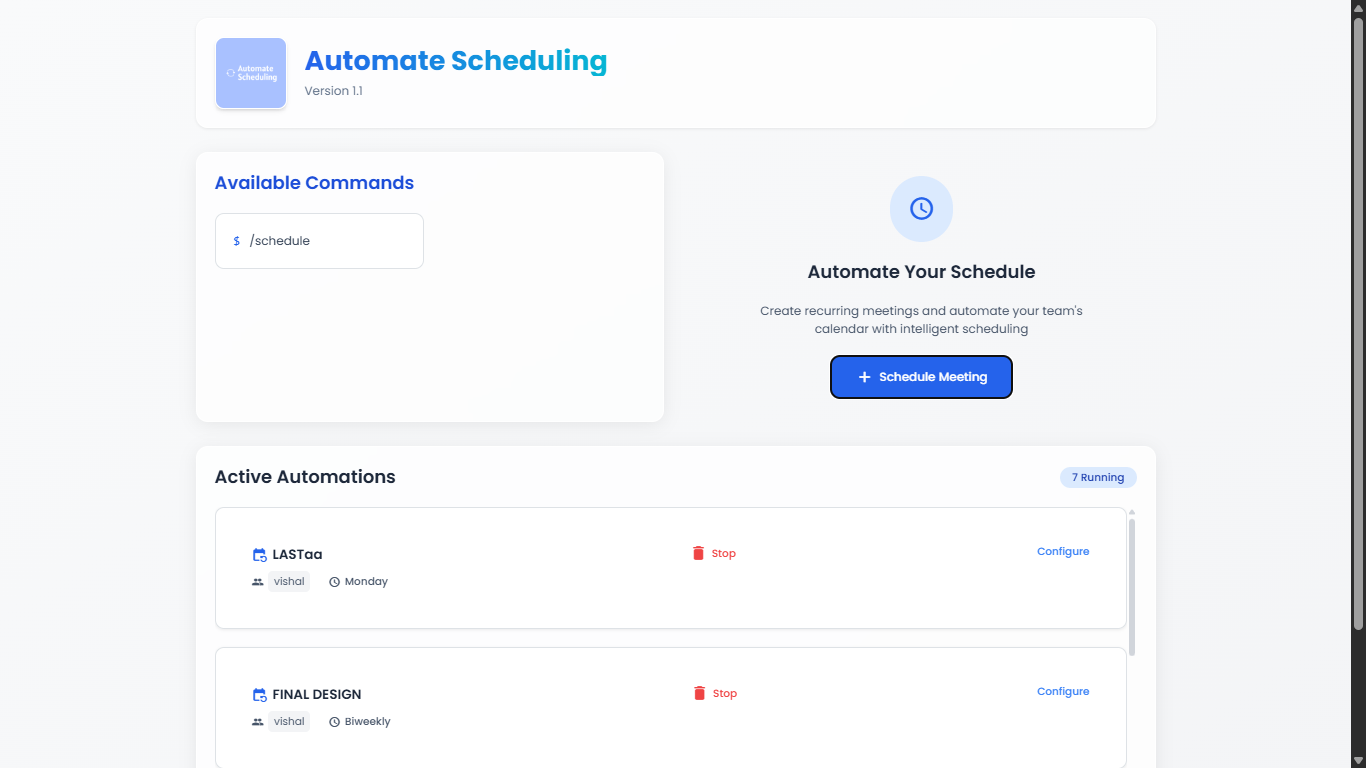 Automate
Scheduling
Automate Scheduling
Version 1.1
Available Commands
$ /schedule
Automate Your Schedule
Create recurring meetings and automate your team's
calendar with intelligent scheduling
+ Schedule Meeting
Active Automations
7 Running
LASTaa
Stop
Configure
vishal
Monday
FINAL DESIGN
Stop
Configure
vishal
Biweekly